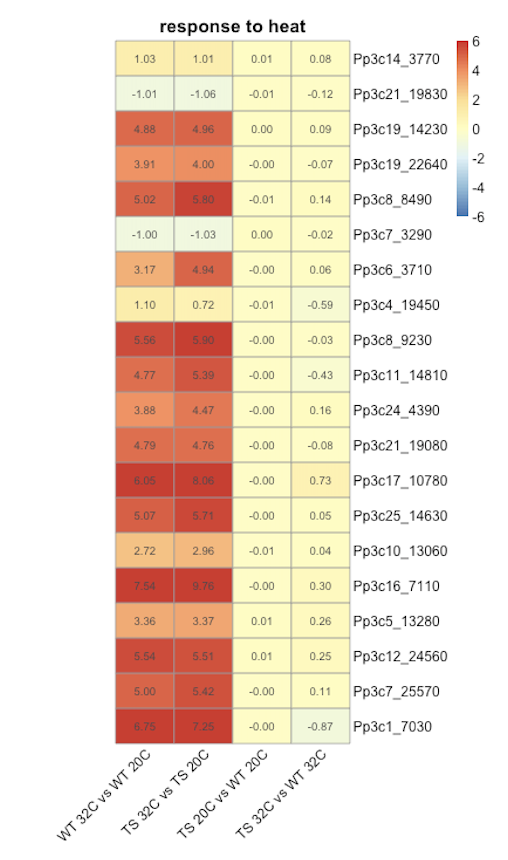 response to heat
1.03 1.01 0.01 0.08 Pp3c14_3770
-1.01 -1.06 -0.01 -0.12 Pp3c21_19830
4.88 4.96 0.00 0.09 Pp3c19_14230
3.91 4.00 -0.00 -0.07 Pp3c19_22640
5.02 5.80 -0.01 0.14 Pp3c8_8490
-1.00 -1.03 0.00 -0.02 Pp3c7_3290
3.17 4.94 -0.00 0.06 Pp3c6_3710
1.10 0.72 -0.01 -0.59 Pp3c4_19450
5.56 5.90 -0.00 -0.03 Pp3c8_9230
4.77 5.39 -0.00 -0.43 Pp3c11_14810
3.88 4.47 -0.00 0.16 Pp3c24_4390
4.79 4.76 -0.00 -0.08 Pp3c21_19080
6.05 8.06 -0.00 0.73 Pp3c17_10780
5.07 5.71 -0.00 0.05 Pp3c25_14630
2.72 2.96 -0.01 0.04 Pp3c10_13060
7.54 9.76 -0.00 0.30 Pp3c16_7110
3.36 3.37 0.01 0.26 Pp3c5_13280
5.54 5.51 0.01 0.25 Pp3c12_24560
5.00 5.42 -0.00 0.11 Pp3c7_25570
6.75 7.25 -0.00 -0.87 Pp3c1_7030
WT 32C vs WT 20C
TS 32C vs TS 20C
TS 20C vs WT 20C
TS 32C vs WT 32C
6
4
2
0
-2
-4
-6